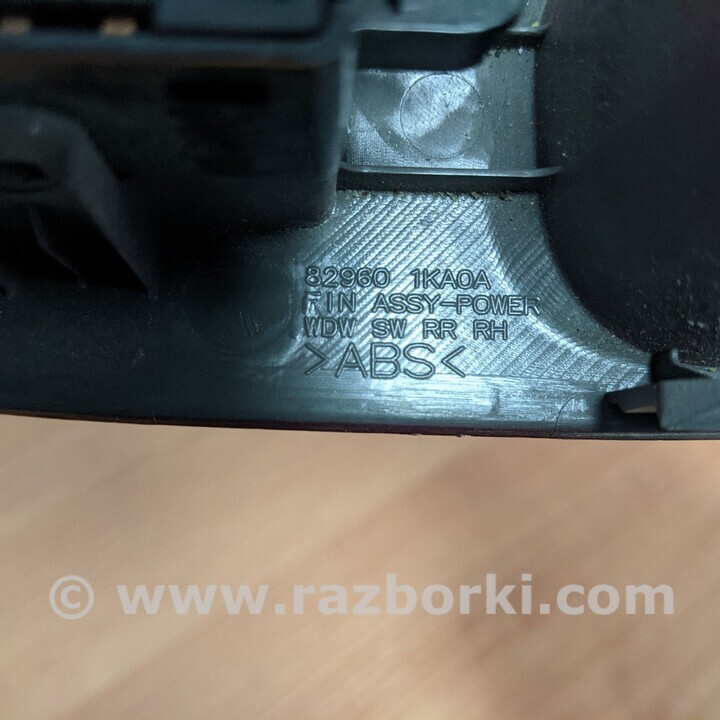 82960 1KA0A
FIN ASSY-POWER
WDW SW RR RH
>ABS<
© www.razborki.com